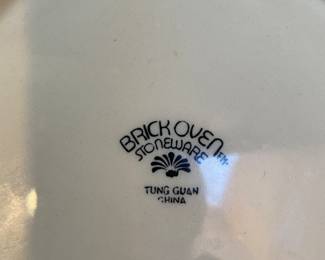 BRICK OVEN
STONEWARE
TUNG GUAN
CHINA